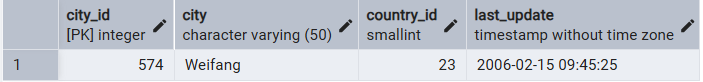 city_id city country_id last_update
[PK] integer character varying (50) smallint timestamp without time zone
1 574 Weifang 23 2006-02-15 09:45:25